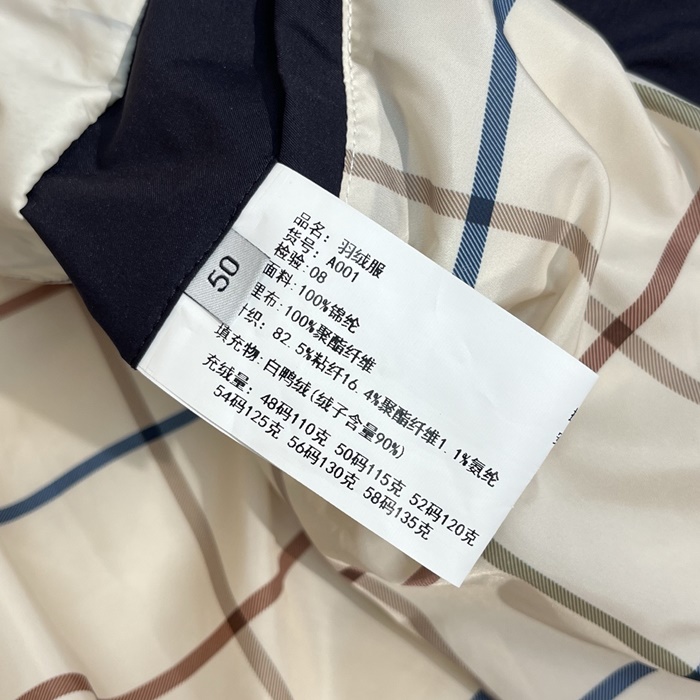 品名: 羽绒服
货号: A001
检验:08
面料:100%锦纶
里布:100%聚酯纤维
织: 82.5%粘纤16.4%聚酯纤维1.1%氨纶
填充物:白鸭绒(绒子含量90%)
充绒量: 48码110克 50码115克 52码120克
54码125克 56码130克 58码135克
50